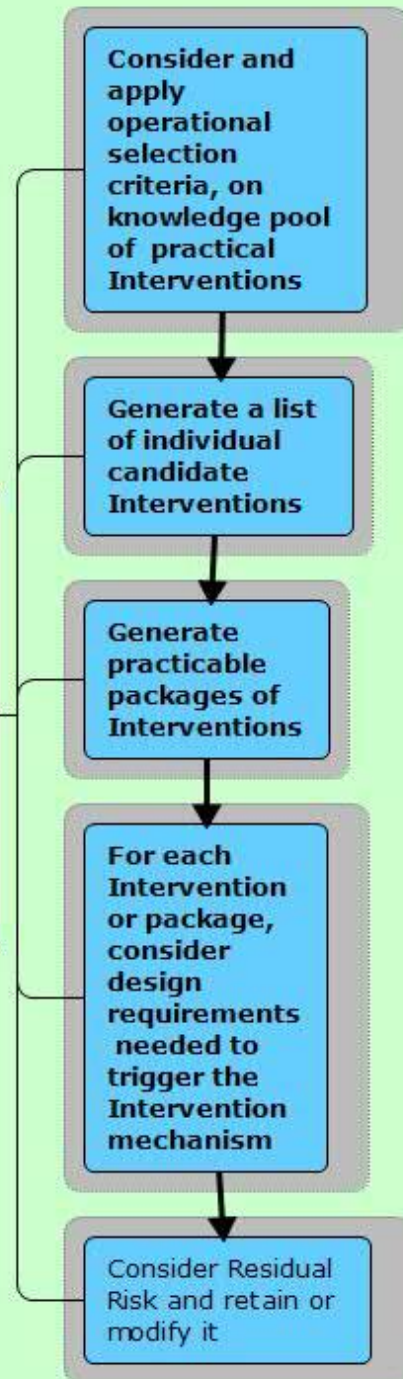 Consider and
apply
operational
selection
criteria, on
knowledge pool
of practical
Interventions
Generate a list
of individual
candidate
Interventions
Generate
practicable
packages of
Interventions
For each
Intervention
or package,
consider
design
requirements
needed to
trigger the
Intervention
mechanism
Consider Residual
Risk and retain or
modify it